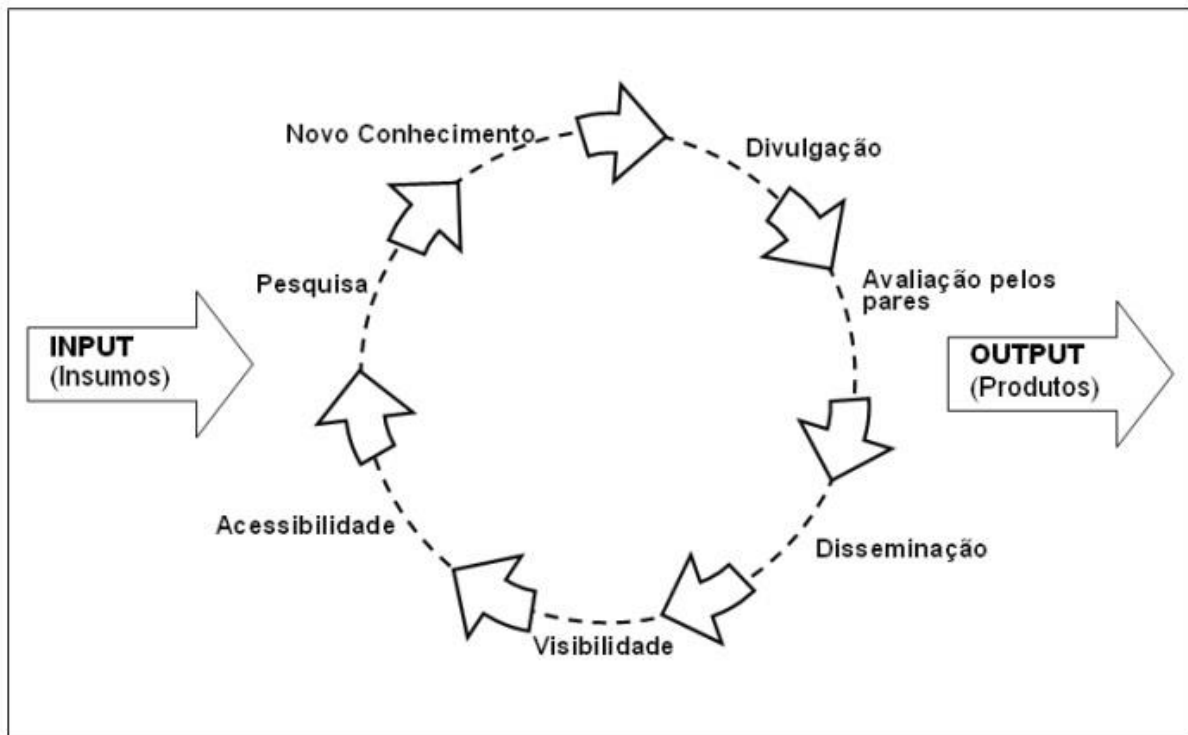 Novo Conhecimento
Divulgação
Pesquisa
Avaliação pelos
pares
INPUT
(Insumos)
OUTPUT
(Produtos)
Acessibilidade
Disseminação
Visibilidade